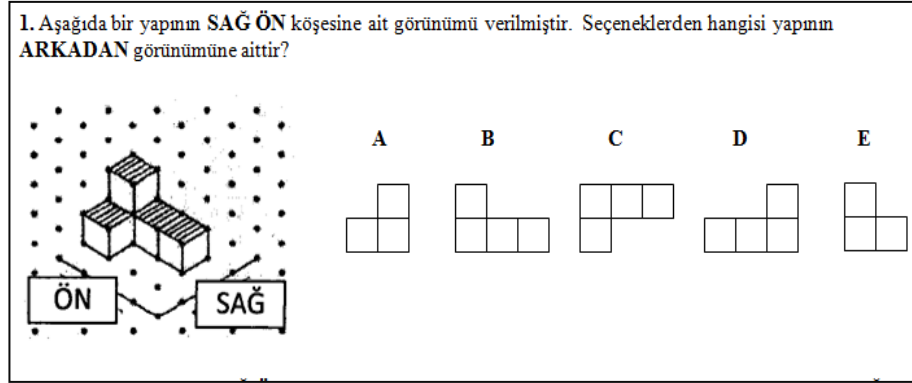 1. Aşağıda bir yapının SAĞ ÖN köşesine ait görünümü verilmiştir. Seçeneklerden hangisi yapının
ARKADAN görünümüne aittir?
A B C D E
ÖN SAĞ